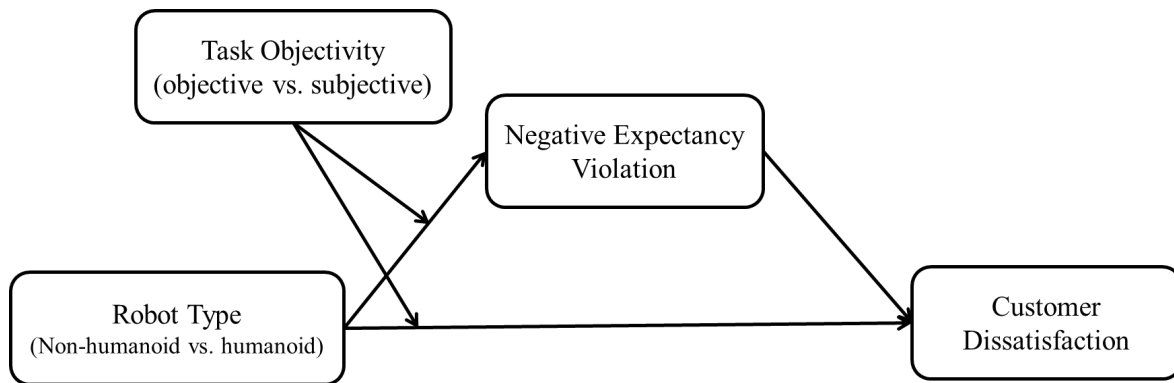 Task Objectivity
(objective vs. subjective)
Negative Expectancy
Violation
Robot Type
(Non-humanoid vs. humanoid)
Customer
Dissatisfaction